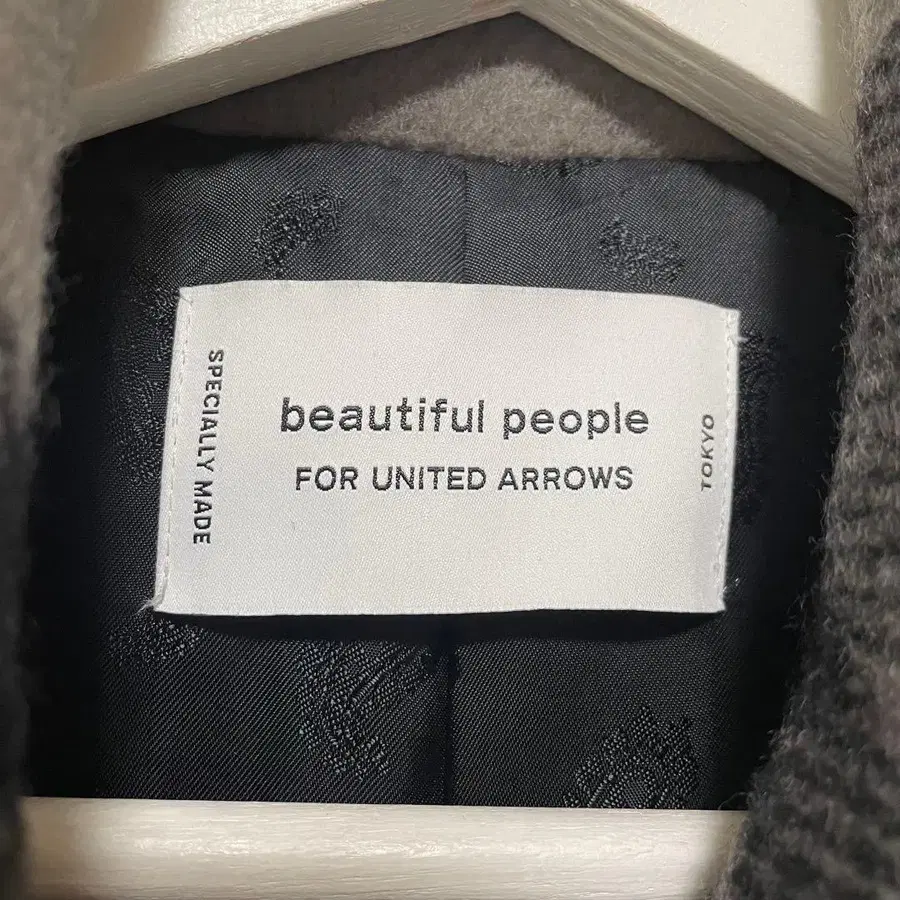 SPECIALLY MADE
beautiful people
FOR UNITED ARROWS
TOKYO